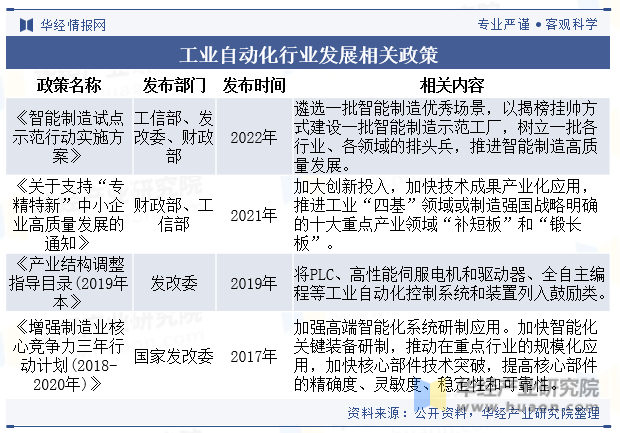 华经情报网
专业严谨 ● 客观科学
工业自动化行业发展相关政策
政策名称 发布部门 发布时间 相关内容
《智能制造试点
示范行动实施方
案》
工信部、发
改委、财政
部
2022年
遴选一批智能制造优秀场景，以揭榜挂帅方
式建设一批智能制造示范工厂，树立一批各
行业、各领域的排头兵，推进智能制造高质
量发展。
《关于支持“专
精特新”中小企
业高质量发展的
通知》
财政部、工
信部
2021年
加大创新投入，加快技术成果产业化应用，
推进工业“四基”领域或制造强国战略明确
的十大重点产业领域“补短板”和“锻长
板”。
《产业结构调整
指导目录(2019年
本》
发改委
2019年
将PLC、高性能伺服电机和驱动器、全自主编
程等工业自动化控制系统和装置列入鼓励类。
《增强制造业核
心竞争力三年行
动计划(2018-
2020年)》
国家发改委
2017年
加强高端智能化系统研制应用。加快智能化
关键装备研制，推动在重点行业的规模化应
用，加快核心部件技术突破，提高核心部件
的精确度、灵敏度、稳定性和可靠性。
华经产业研究院
www.huaon.com
资料来源：公开资料，华经产业研究院整理